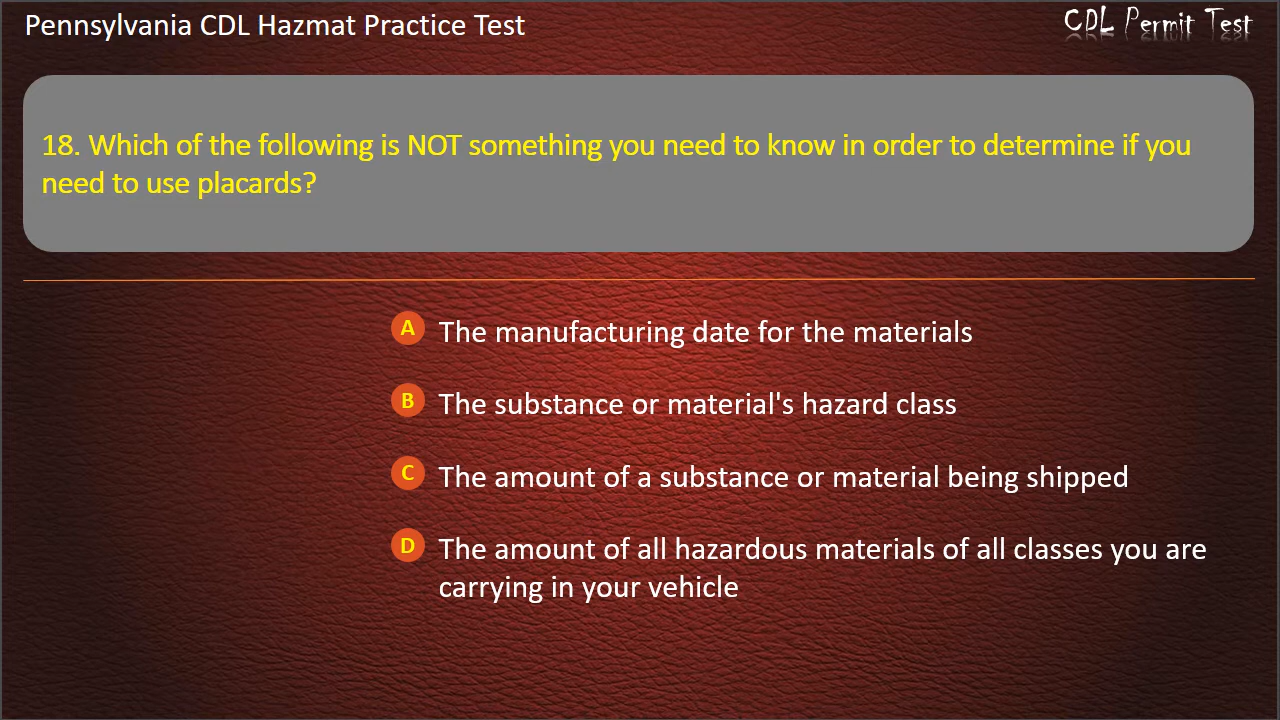 Pennsylvania CDL Hazmat Practice Test
CDL Permit Test
18. Which of the following is NOT something you need to know in order to determine if you
need to use placards?
A The manufacturing date for the materials
B The substance or material's hazard class
C The amount of a substance or material being shipped
D The amount of all hazardous materials of all classes you are
carrying in your vehicle